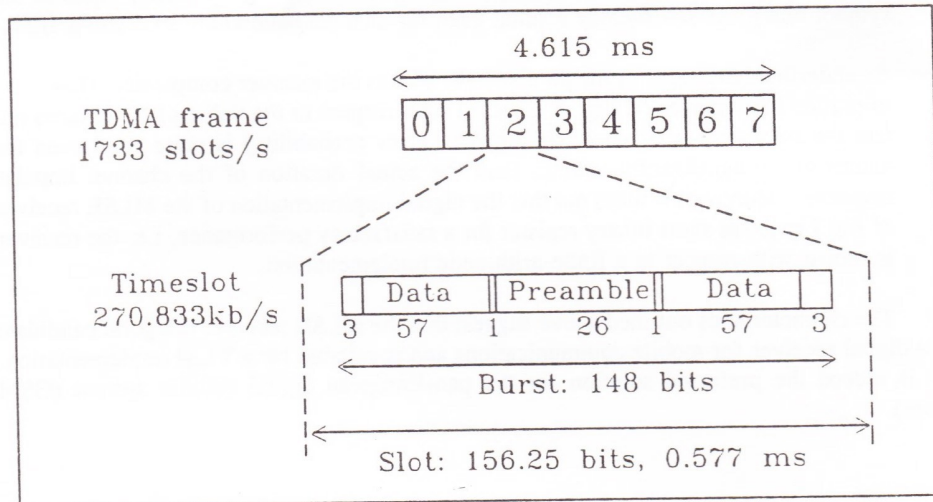 4.615 ms
TDMA frame
1733 slots/s
0 1 2 3 4 5 6 7
Timeslot
270.833kb/s
Data Preamble Data
3 57 1 26 1 57 3
Burst: 148 bits
Slot: 156.25 bits, 0.577 ms